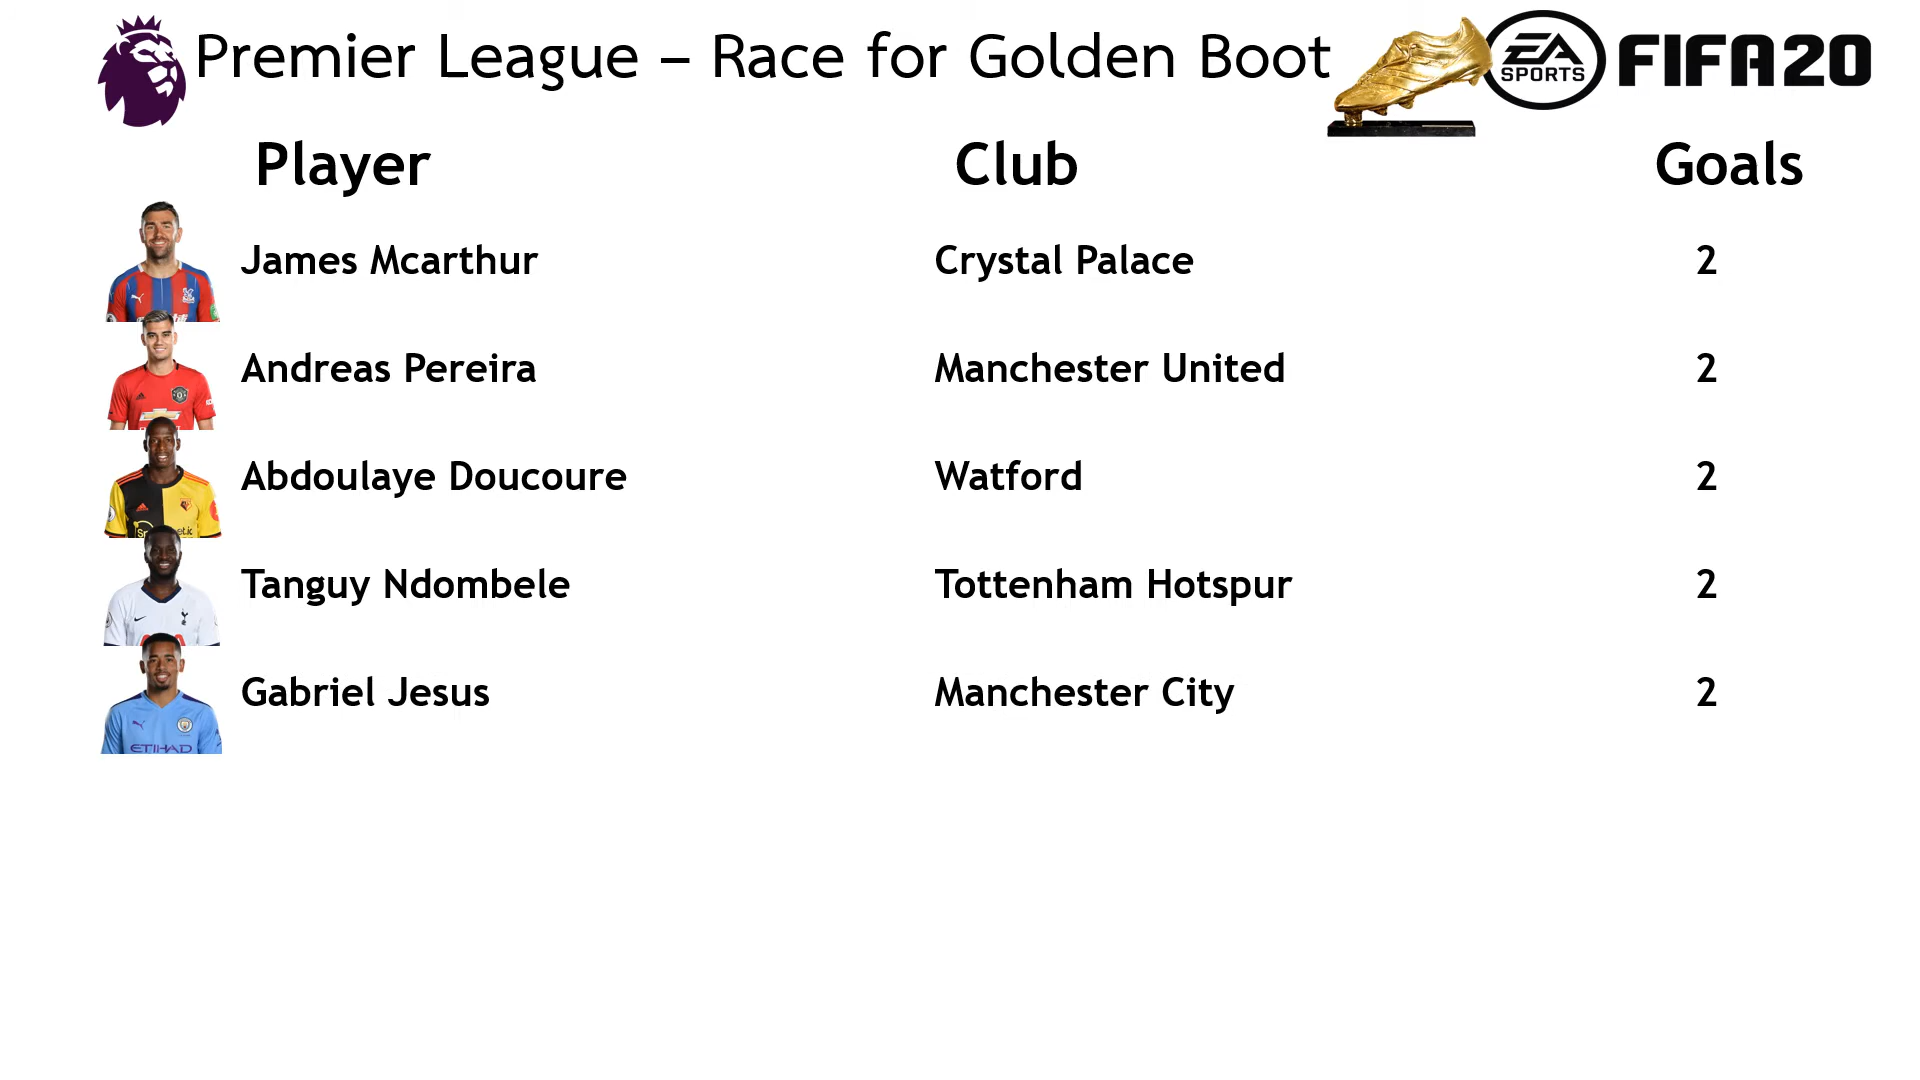 Premier League – Race for Golden Boot
EA SPORTS FIFA20
Player Club Goals
James Mcarthur Crystal Palace 2
Andreas Pereira Manchester United 2
Abdoulaye Doucoure Watford 2
Tanguy Ndombele Tottenham Hotspur 2
Gabriel Jesus Manchester City 2
ETIHAD